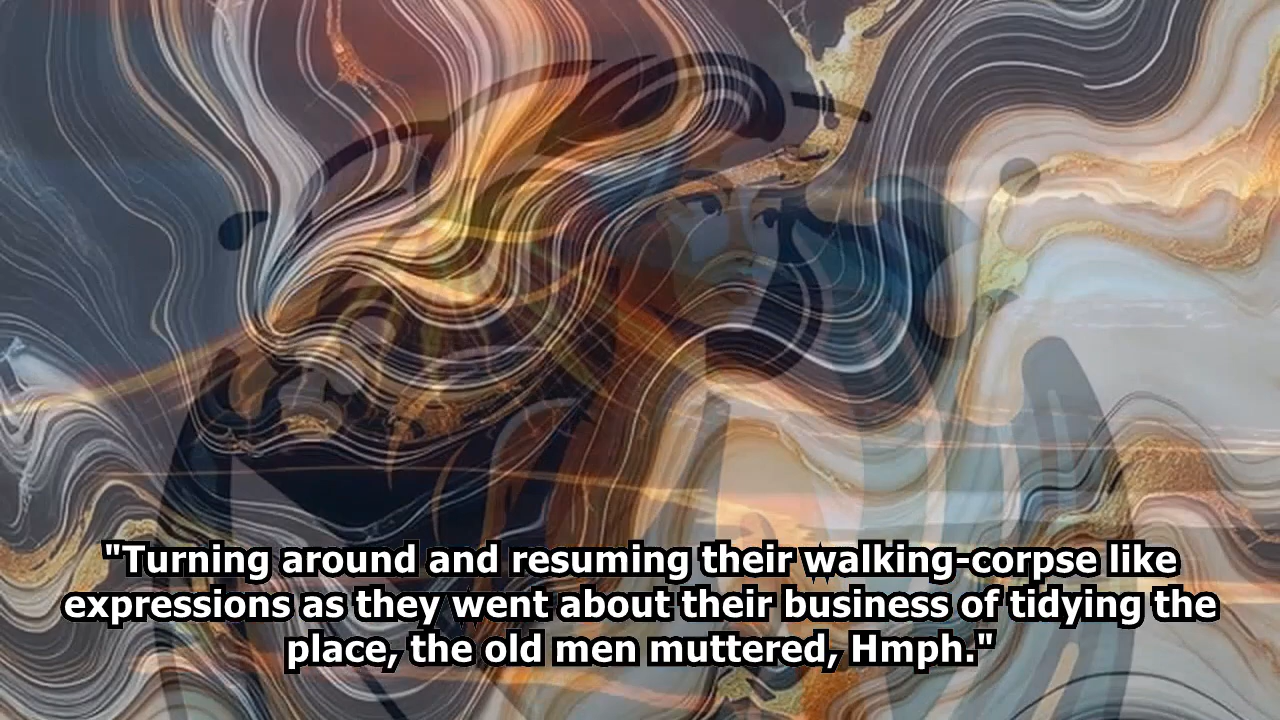 "Turning around and resuming their walking-corpse like
expressions as they went about their business of tidying the
place, the old men muttered, Hmph."